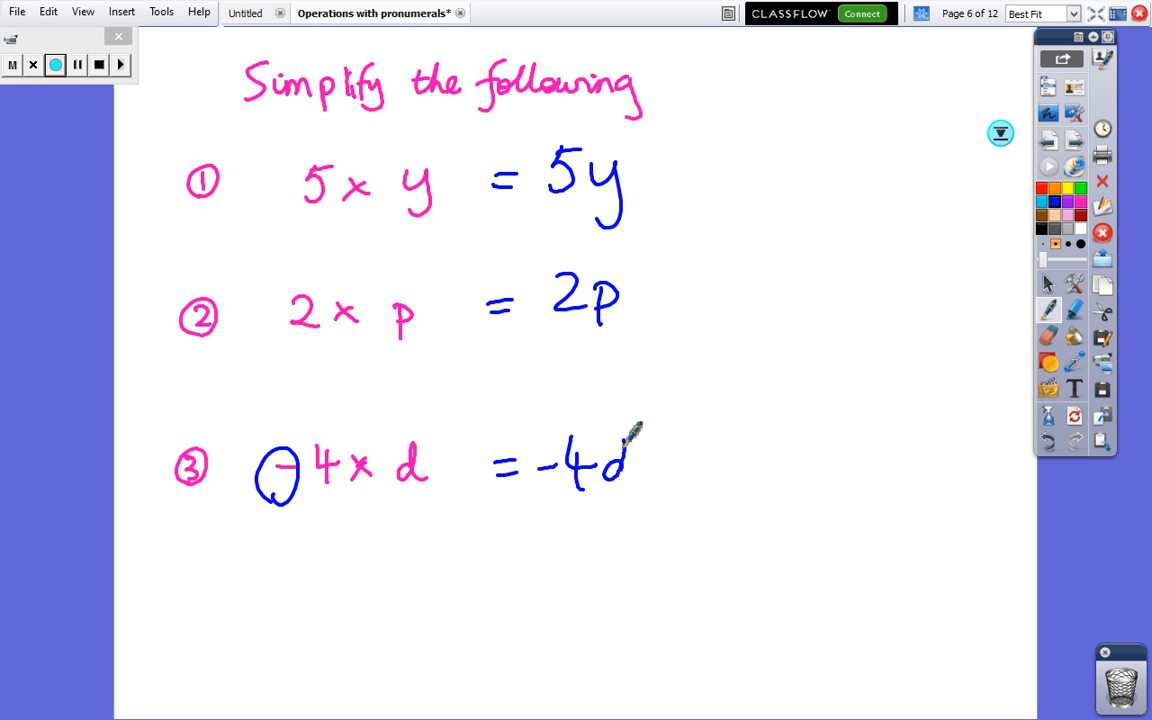 File Edit View Insert Tools Help Untitled Operations with pronumerals* CLASSFLOW Connect Page 6 of 12 Best Fit
M
Simplify the following
① 5 × y = 5y
② 2 × p = 2p
③ -4 × d = -4d
T